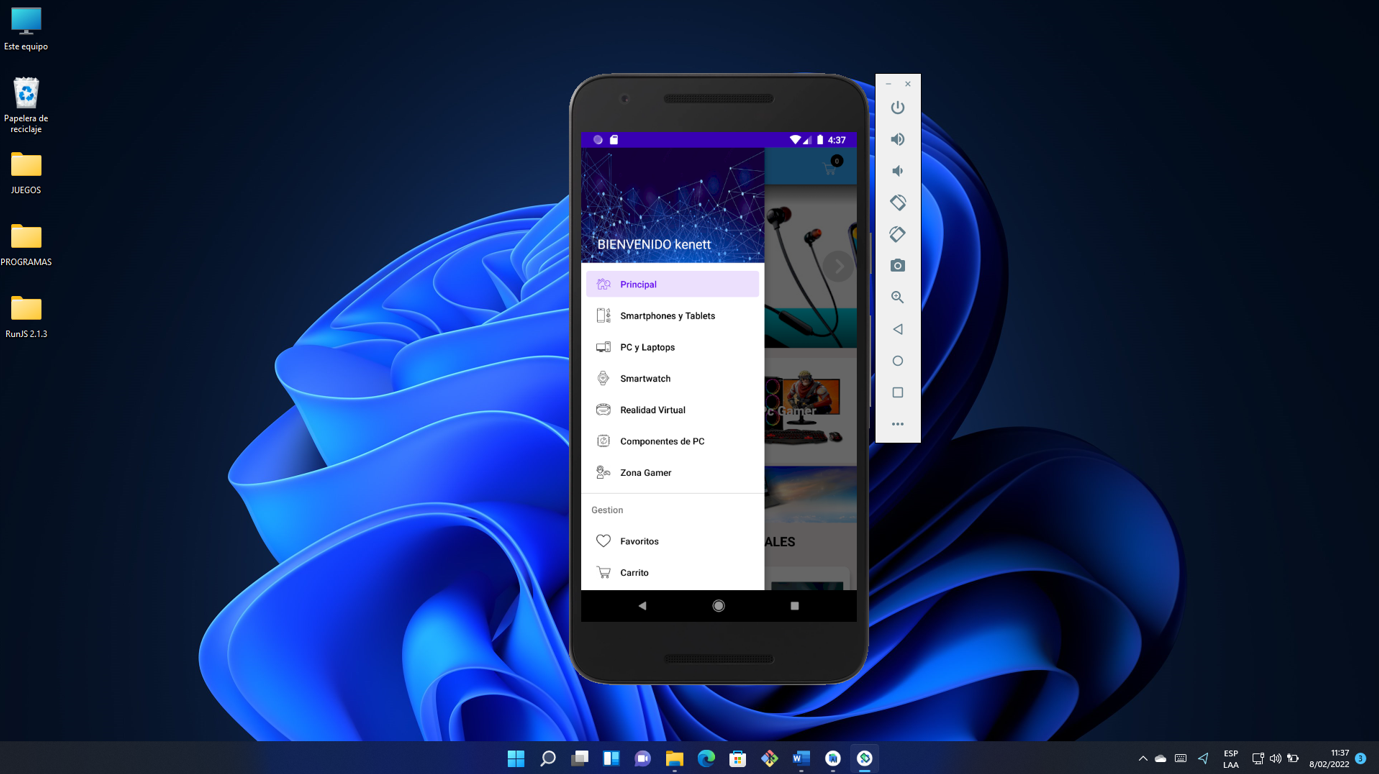 Este equipo
Papelera de
reciclaje
JUEGOS
PROGRAMAS
RunJS 2.1.3
4:37
0
BIENVENIDO kenett
Principal
Smartphones y Tablets
PC y Laptops
Smartwatch
Realidad Virtual
Componentes de PC
Zona Gamer
Gestion
Favoritos
Carrito
Pc Gamer
ALES
ESP
LAA
11:37
8/02/2022
3